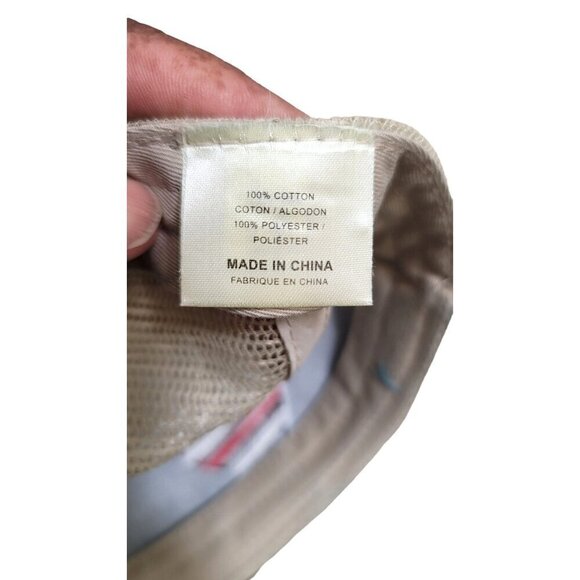 100% COTTON
COTON / ALGODON
100% POLYESTER /
POLIÉSTER
MADE IN CHINA
FABRIQUE EN CHINA